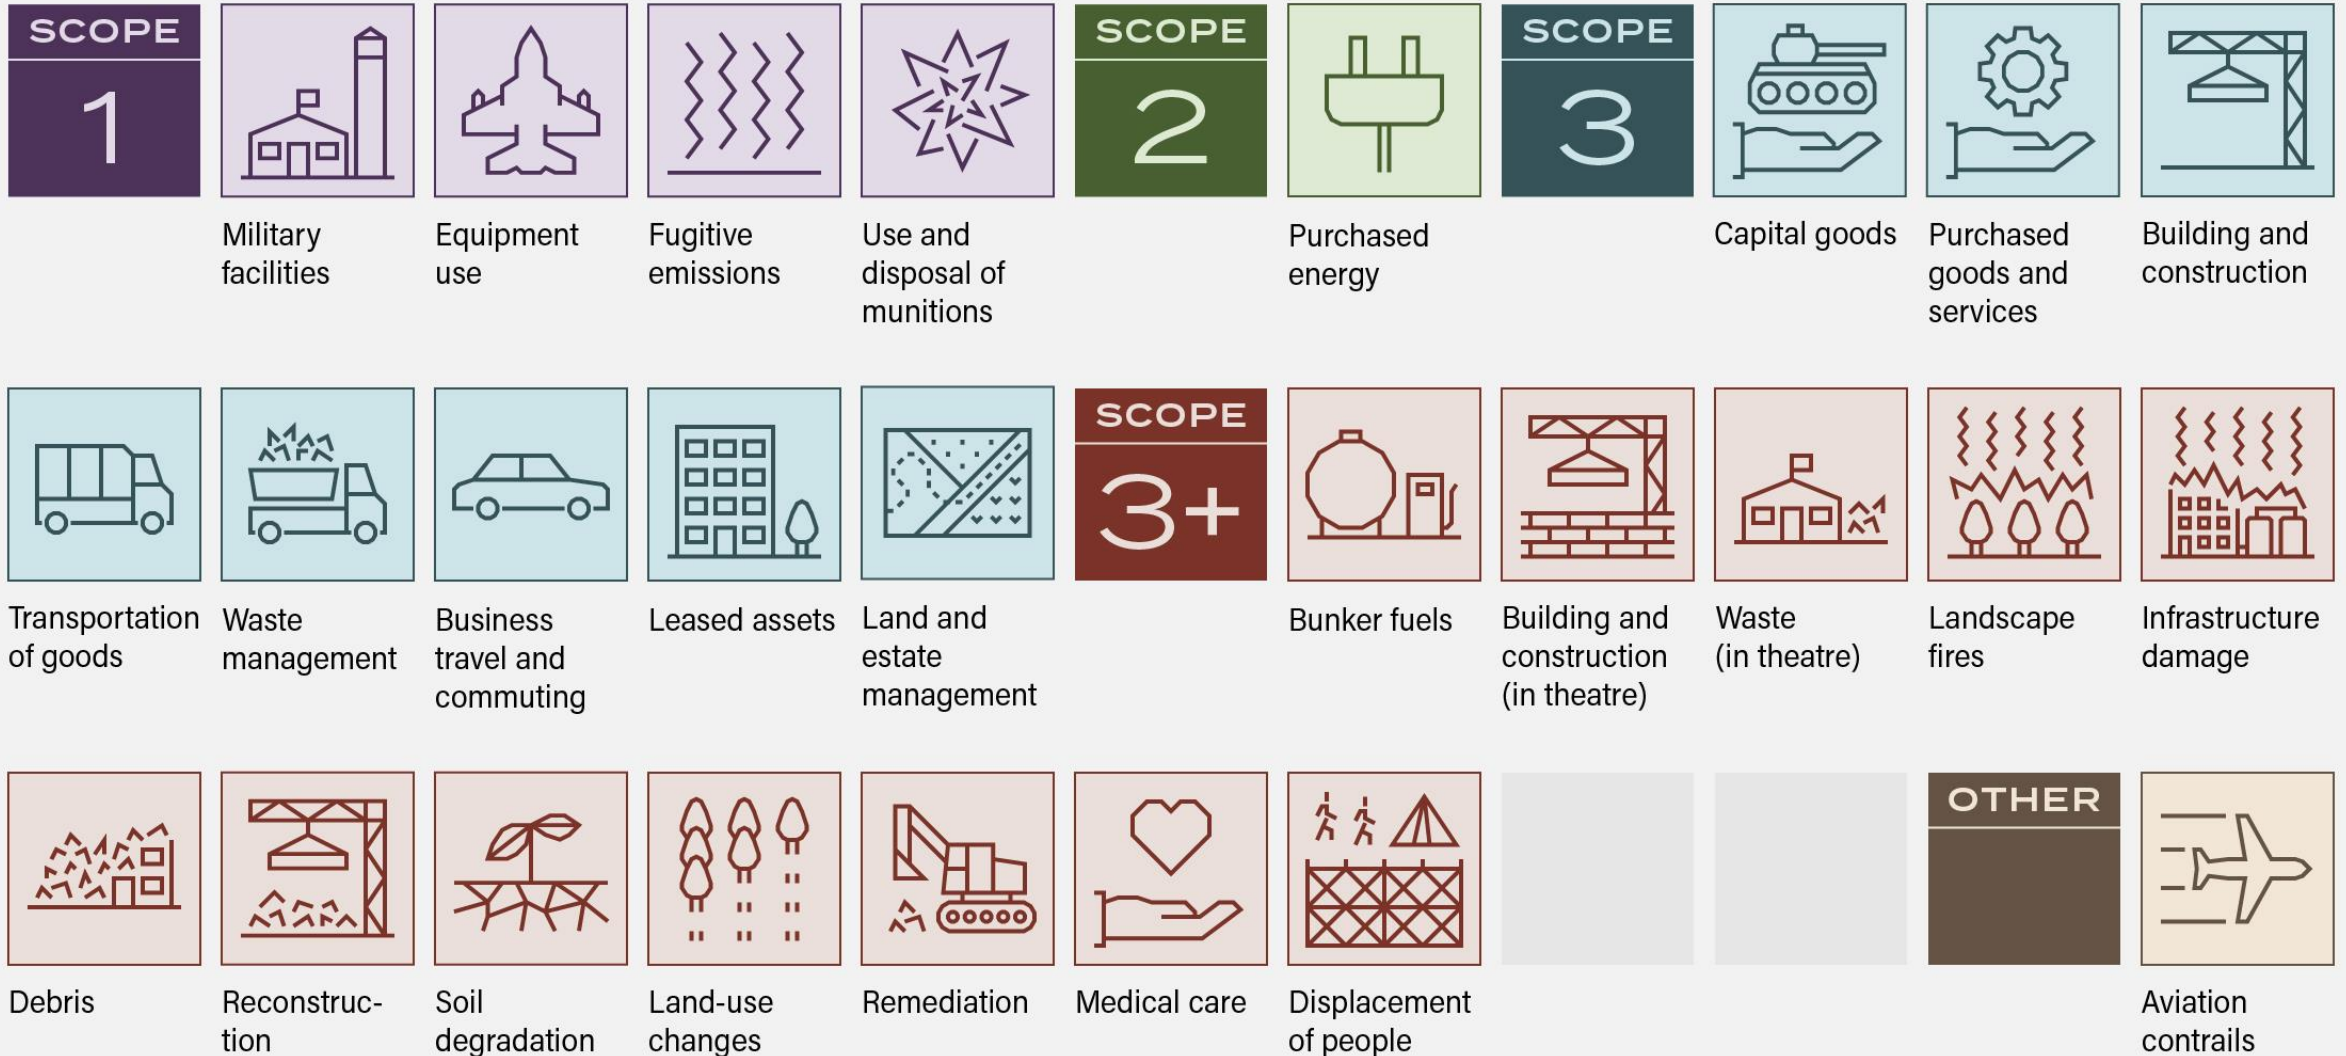 SCOPE
1
Military
facilities
Equipment
use
Fugitive
emissions
Use and
disposal of
munitions
SCOPE
2
Purchased
energy
SCOPE
3
Capital goods
Purchased
goods and
services
Building and
construction
Transportation
of goods
Waste
management
Business
travel and
commuting
Leased assets
Land and
estate
management
SCOPE
3+
Bunker fuels
Building and
construction
(in theatre)
Waste
(in theatre)
Landscape
fires
Infrastructure
damage
Debris
Reconstruc-
tion
Soil
degradation
Land-use
changes
Remediation
Medical care
Displacement
of people
OTHER
Aviation
contrails